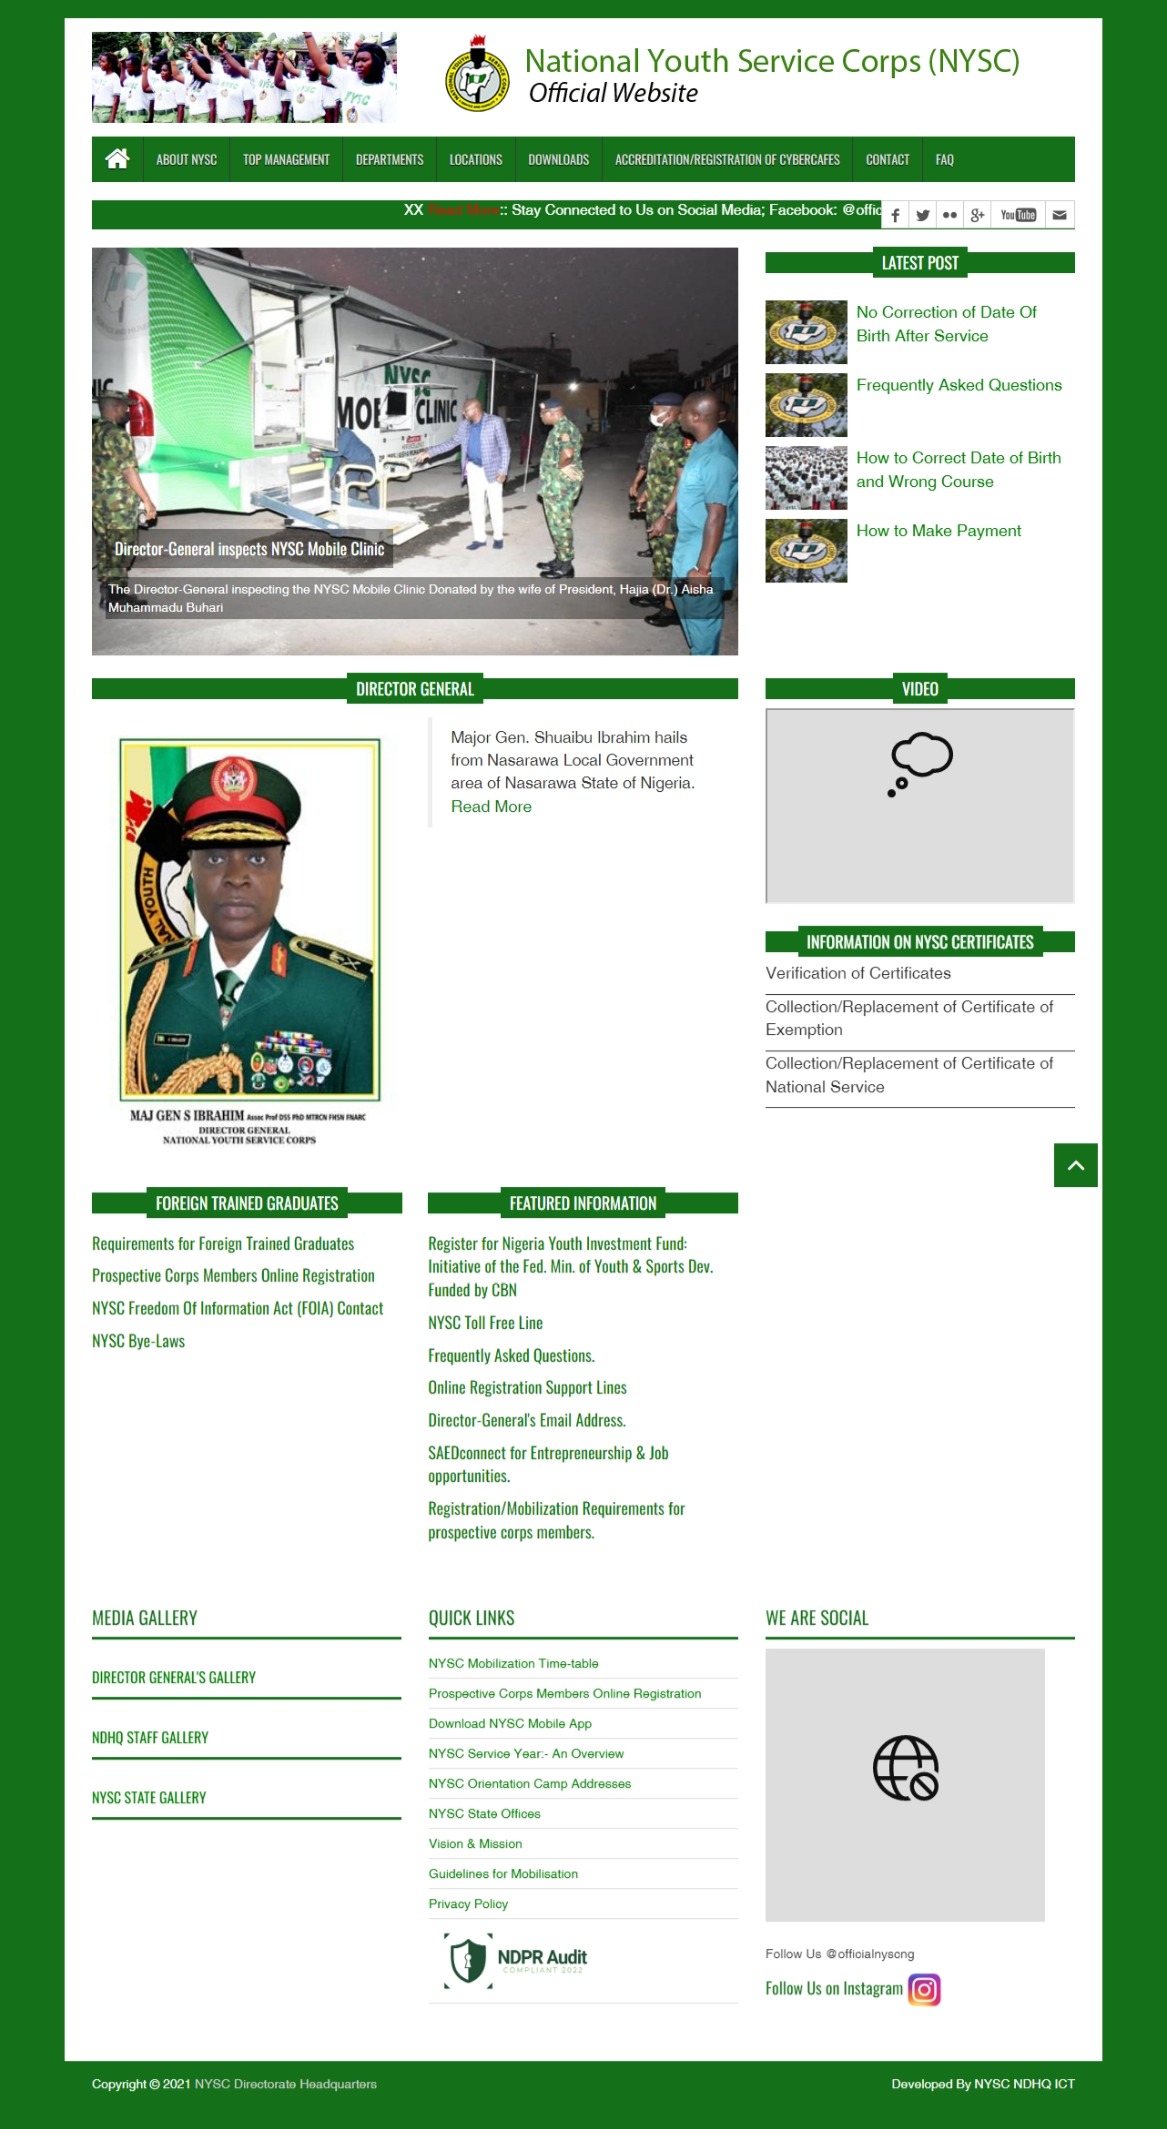 National Youth Service Corps (NYSC)
Official Website
ABOUT NYSC
TOP MANAGEMENT
DEPARTMENTS
LOCATIONS
DOWNLOADS
ACCREDITATION/REGISTRATION OF CYBERCAFES
CONTACT
FAQ
XX Read More:: Stay Connected to Us on Social Media; Facebook: @offic
You Tube
NYSC
MOBILE CLINIC
Director-General inspects NYSC Mobile Clinic
The Director-General inspecting the NYSC Mobile Clinic Donated by the wife of President, Hajia (Dr.) Aisha
Muhammadu Buhari
LATEST POST
No Correction of Date Of
Birth After Service
Frequently Asked Questions
How to Correct Date of Birth
and Wrong Course
How to Make Payment
DIRECTOR GENERAL
Major Gen. Shuaibu Ibrahim hails
from Nasarawa Local Government
area of Nasarawa State of Nigeria.
Read More
MAJ GEN S IBRAHIM Assoc Prof DSS PhD MTRCN FHSN FNARC
DIRECTOR GENERAL
NATIONAL YOUTH SERVICE CORPS
VIDEO
INFORMATION ON NYSC CERTIFICATES
Verification of Certificates
Collection/Replacement of Certificate of
Exemption
Collection/Replacement of Certificate of
National Service
FOREIGN TRAINED GRADUATES
Requirements for Foreign Trained Graduates
Prospective Corps Members Online Registration
NYSC Freedom Of Information Act (FOIA) Contact
NYSC Bye-Laws
FEATURED INFORMATION
Register for Nigeria Youth Investment Fund:
Initiative of the Fed. Min. of Youth & Sports Dev.
Funded by CBN
NYSC Toll Free Line
Frequently Asked Questions.
Online Registration Support Lines
Director-General's Email Address.
SAEDconnect for Entrepreneurship & Job
opportunities.
Registration/Mobilization Requirements for
prospective corps members.
MEDIA GALLERY
DIRECTOR GENERAL'S GALLERY
NDHQ STAFF GALLERY
NYSC STATE GALLERY
QUICK LINKS
NYSC Mobilization Time-table
Prospective Corps Members Online Registration
Download NYSC Mobile App
NYSC Service Year:- An Overview
NYSC Orientation Camp Addresses
NYSC State Offices
Vision & Mission
Guidelines for Mobilisation
Privacy Policy
NDPR Audit
COMPLIANT 2022
WE ARE SOCIAL
Follow Us @officialnyscng
Follow Us on Instagram
Copyright © 2021 NYSC Directorate Headquarters
Developed By NYSC NDHQ ICT